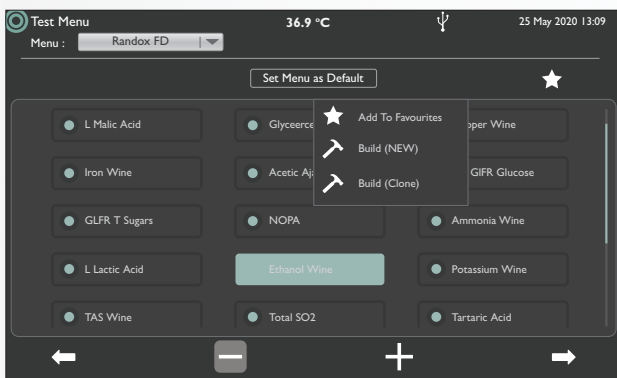 Test Menu 36.9 °C 25 May 2020 13:09
Menu : Randox FD
Set Menu as Default
Add To Favourites
Build (NEW)
Build (Clone)
L Malic Acid Glyceerce pper Wine
Iron Wine Acetic Aji GIFR Glucose
GLFR T Sugars NOPA Ammonia Wine
L Lactic Acid Ethanol Wine Potassium Wine
TAS Wine Total SO2 Tartaric Acid